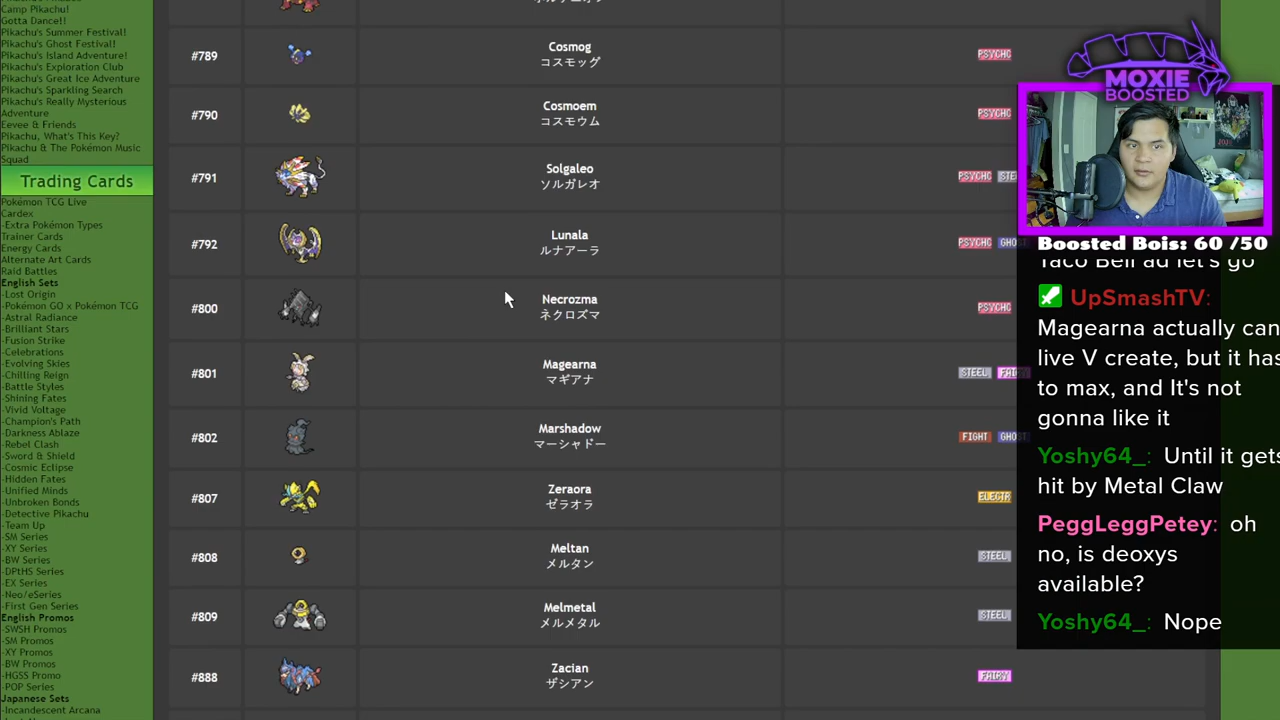 Camp Pikachu!
Gotta Dance!!
Pikachu's Summer Festival!
Pikachu's Ghost Festival!
Pikachu's Island Adventure!
Pikachu's Exploration Club
Pikachu's Great Ice Adventure
Pikachu's Sparkling Search
Pikachu's Really Mysterious
Adventure
Eevee & Friends
Pikachu, What's This Key?
Pikachu & The Pokémon Music
Squad
Trading Cards
Pokémon TCG Live
Cardex
-Extra Pokémon Types
Trainer Cards
Energy Cards
Alternate Art Cards
Raid Battles
English Sets
-Lost Origin
-Pokémon GO x Pokémon TCG
-Astral Radiance
-Brilliant Stars
-Fusion Strike
-Celebrations
-Evolving Skies
-Chilling Reign
-Battle Styles
-Shining Fates
-Vivid Voltage
-Champion's Path
-Darkness Ablaze
-Rebel Clash
-Sword & Shield
-Cosmic Eclipse
-Hidden Fates
-Unified Minds
-Unbroken Bonds
-Detective Pikachu
-Team Up
-SM Series
-XY Series
-BW Series
-DPtHS Series
-EX Series
-Neo/eSeries
-First Gen Series
English Promos
-SWSH Promos
-SM Promos
-XY Promos
-BW Promos
-HGSS Promo
-POP Series
Japanese Sets
-Incandescent Arcana
#789
Cosmog
コスモッグ
PSYCHC
#790
Cosmoem
コスモウム
PSYCHC
#791
Solgaleo
ソルガレオ
PSYCHC
#792
Lunala
ルナアーラ
PSYCHC GHOS
#800
Necrozma
ネクロズマ
PSYCHC
#801
Magearna
マギアナ
STEEL
#802
Marshadow
マーシャドー
FIGHT GHOS
#807
Zeraora
ゼラオラ
ELECTR
#808
Meltan
メルタン
STEEL
#809
Melmetal
メルメタル
STEEL
#888
Zacian
ザシアン
FAIRY
MOXIE
BOOSTED
Boosted Bois: 60 /50
Taco Bell ad let's go
UpSmashTV:
Magearna actually can
live V create, but it has
to max, and It's not
gonna like it
Yoshy64_: Until it gets
hit by Metal Claw
PeggLeggPetey: oh
no, is deoxys
available?
Yoshy64_: Nope